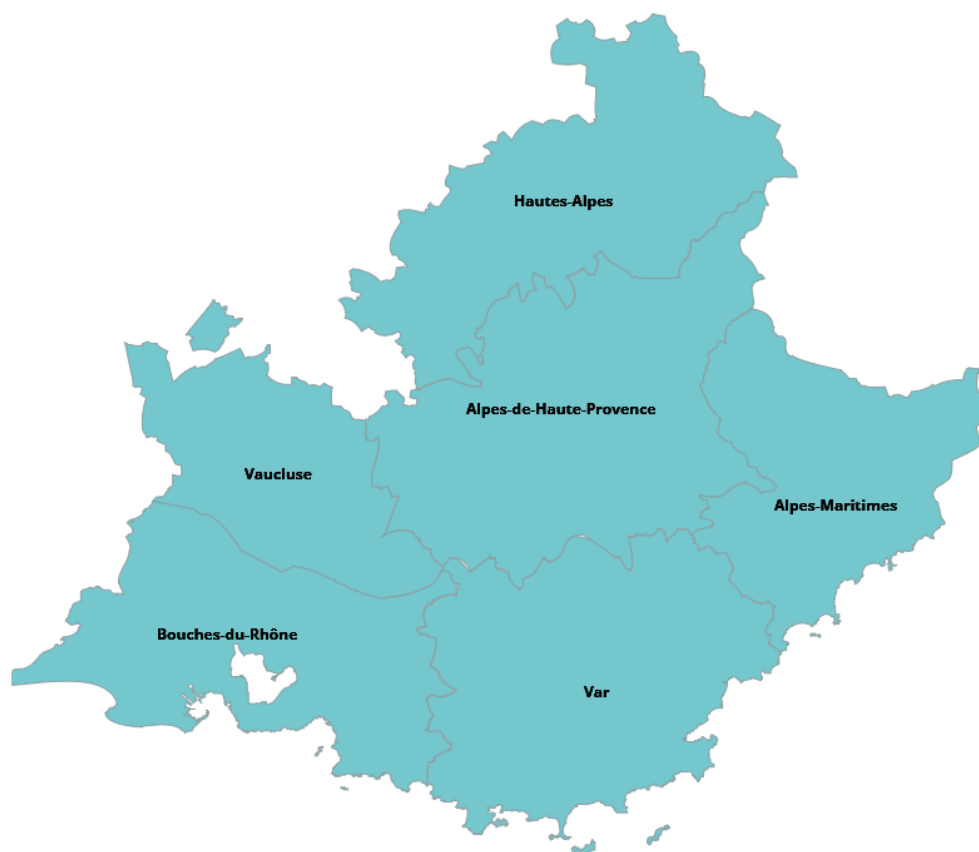 Hautes-Alpes
Alpes-de-Haute-Provence
Vaucluse
Alpes-Maritimes
Bouches-du-Rhône
Var